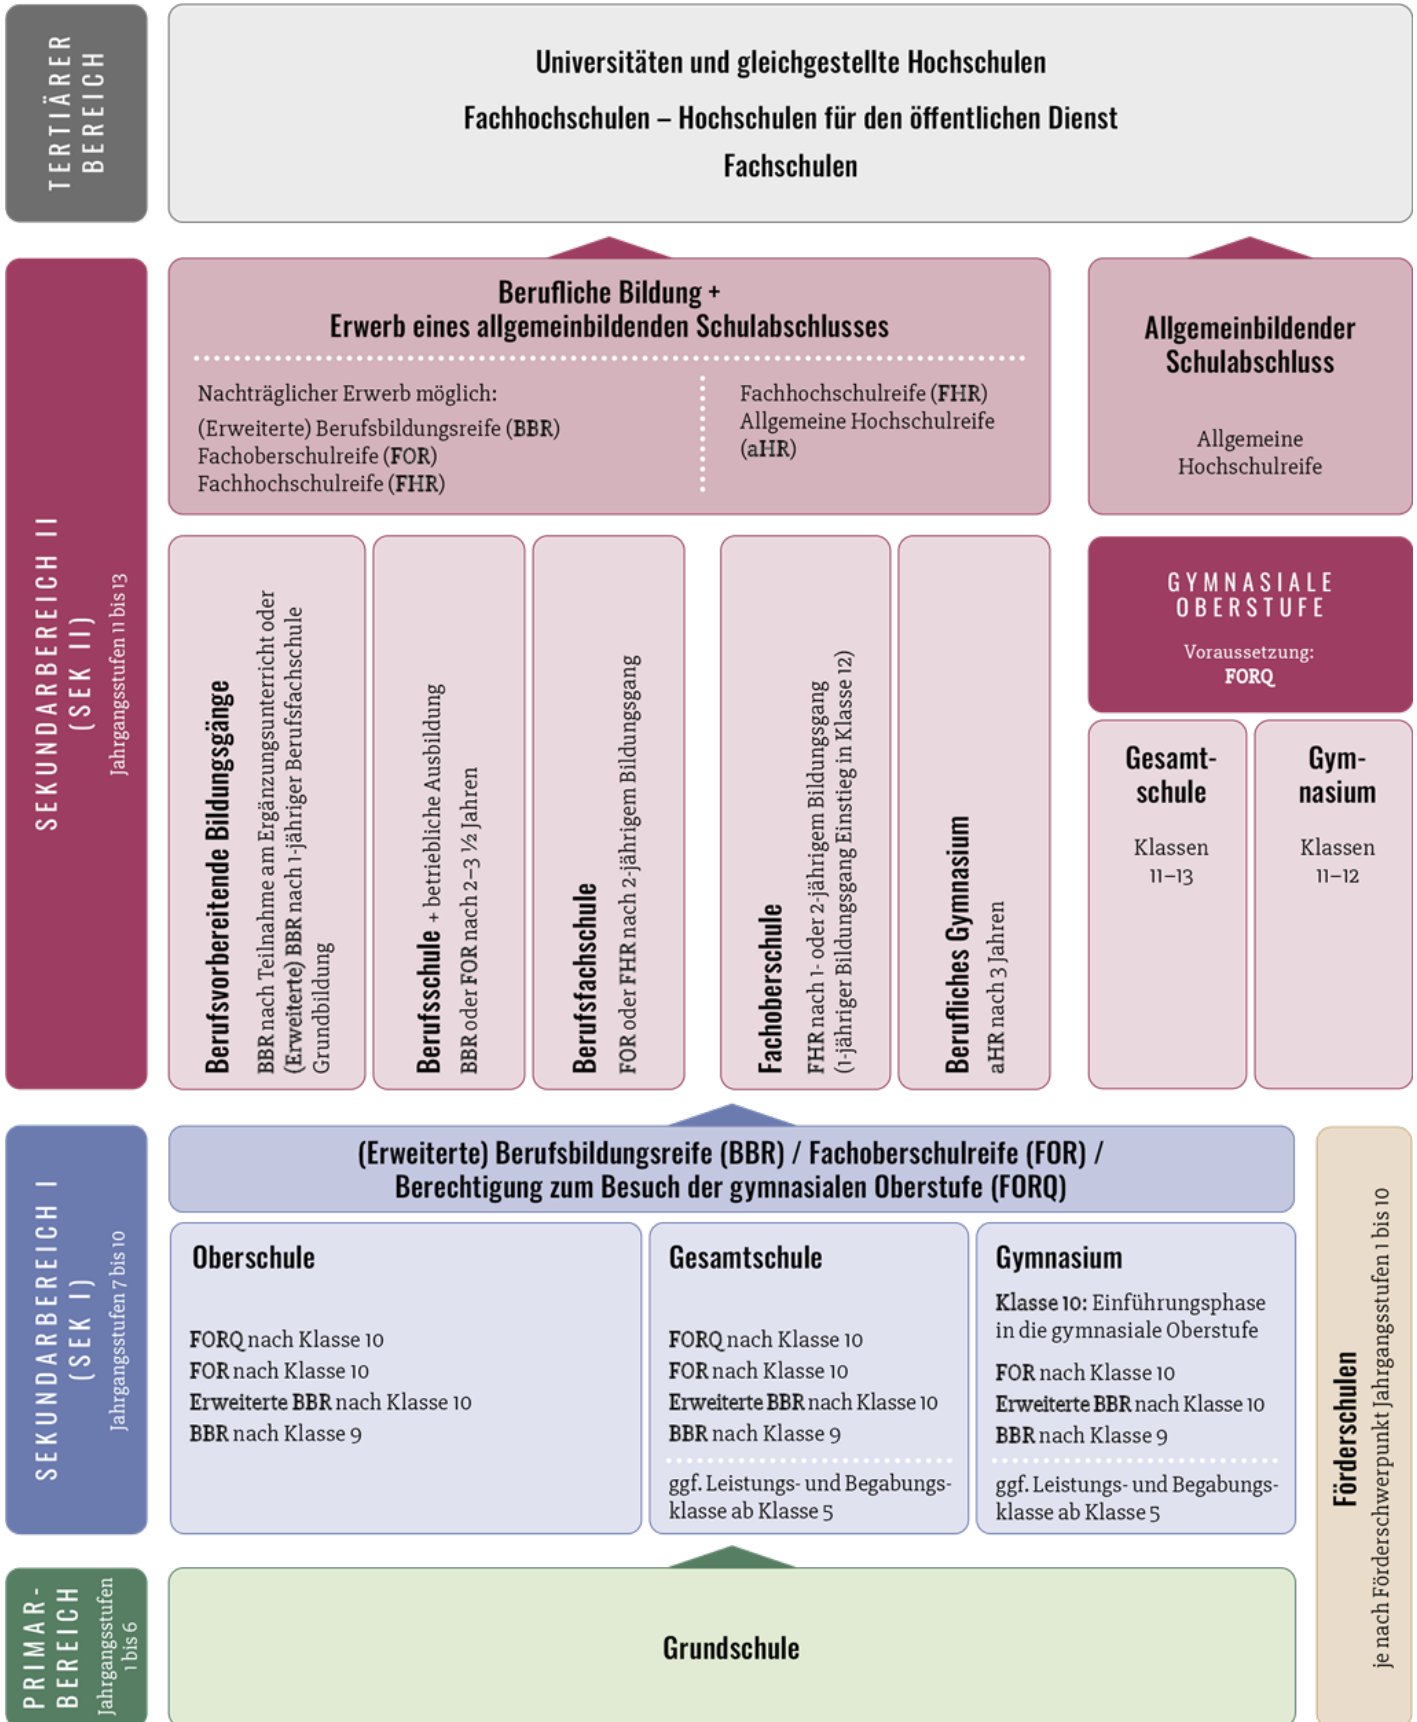 TERTIÄRER
BEREICH
Universitäten und gleichgestellte Hochschulen
Fachhochschulen – Hochschulen für den öffentlichen Dienst
Fachschulen
SEKUNDARBEREICH II
(SEK II)
Jahrgangsstufen 11 bis 13
Berufliche Bildung +
Erwerb eines allgemeinbildenden Schulabschlusses
Nachträglicher Erwerb möglich:
(Erweiterte) Berufsbildungsreife (BBR)
Fachoberschulreife (FOR)
Fachhochschulreife (FHR)
Fachhochschulreife (FHR)
Allgemeine Hochschulreife
(aHR)
Allgemeinbildender
Schulabschluss
Allgemeine
Hochschulreife
Berufsvorbereitende Bildungsgänge
BBR nach Teilnahme am Ergänzungsunterricht oder
(Erweiterte) BBR nach 1-jähriger Berufsfachschule
Grundbildung
Berufsschule + betriebliche Ausbildung
BBR oder FOR nach 2–3 ½ Jahren
Berufsfachschule
FOR oder FHR nach 2-jährigem Bildungsgang
Fachoberschule
FHR nach 1- oder 2-jährigem Bildungsgang
(1-jähriger Bildungsgang Einstieg in Klasse 12)
Berufliches Gymnasium
aHR nach 3 Jahren
GYMNASIALE
OBERSTUFE
Voraussetzung:
FORQ
Gesamt-
schule
Klassen
11–13
Gym-
nasium
Klassen
11–12
SEKUNDARBEREICH I
(SEK I)
Jahrgangsstufen 7 bis 10
(Erweiterte) Berufsbildungsreife (BBR) / Fachoberschulreife (FOR) /
Berechtigung zum Besuch der gymnasialen Oberstufe (FORQ)
Oberschule
FORQ nach Klasse 10
FOR nach Klasse 10
Erweiterte BBR nach Klasse 10
BBR nach Klasse 9
Gesamtschule
FORQ nach Klasse 10
FOR nach Klasse 10
Erweiterte BBR nach Klasse 10
BBR nach Klasse 9
ggf. Leistungs- und Begabungs-
klasse ab Klasse 5
Gymnasium
Klasse 10: Einführungsphase
in die gymnasiale Oberstufe
FOR nach Klasse 10
Erweiterte BBR nach Klasse 10
BBR nach Klasse 9
ggf. Leistungs- und Begabungs-
klasse ab Klasse 5
Förderschulen
je nach Förderschwerpunkt Jahrgangsstufen 1 bis 10
PRIMAR-
BEREICH
Jahrgangsstufen
1 bis 6
Grundschule